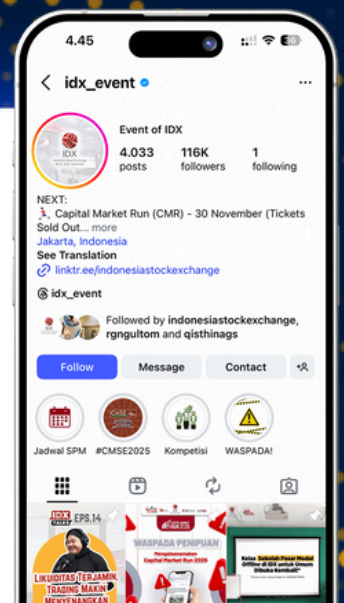 4.45
36
idx_event
Event of IDX
4.033 116K 1
posts followers following
NEXT:
Capital Market Run (CMR) - 30 November (Tickets
Sold Out... more
Jakarta, Indonesia
See Translation
linktr.ee/indonesiastockexchange
idx_event
Followed by indonesiastockexchange,
rgngultom and qisthinags
Follow Message Contact
Jadwal SPM #CMSE2025 Kompetisi WASPADA!
IDX EPS.14
LIKUIDITAS TERJAMIN,
TRADING MAKIN
MENYENANGKAN
WASPADA PENIPUAN
Mengatasnamakan
Capital Market Run 2025
Kelas Sekolah Pasar Modal
Offline di IDX untuk Umum
Dibuka Kembali!*